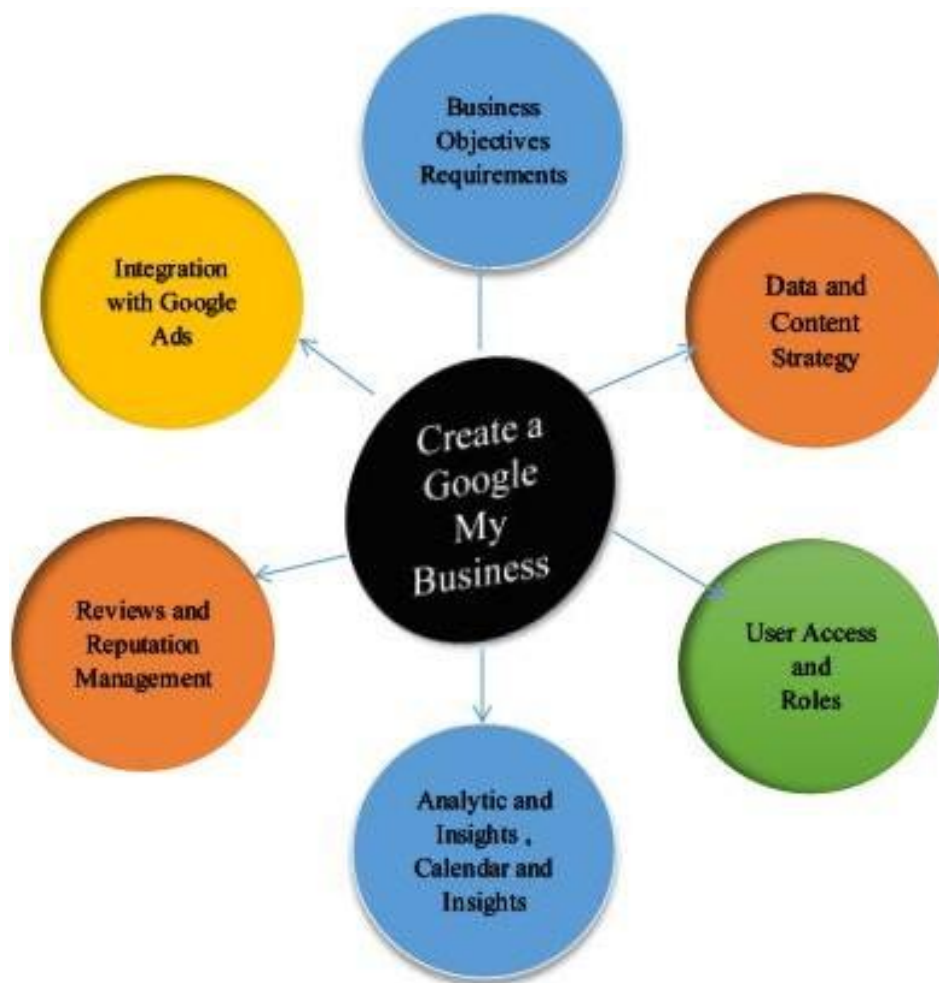 Business
Objectives
Requirements
Integration
with Google
Ads
Data and
Content
Strategy
Create a
Google
My
Business
Reviews and
Reputation
Management
User Access
and
Roles
Analytic and
Insights ,
Calendar and
Insights